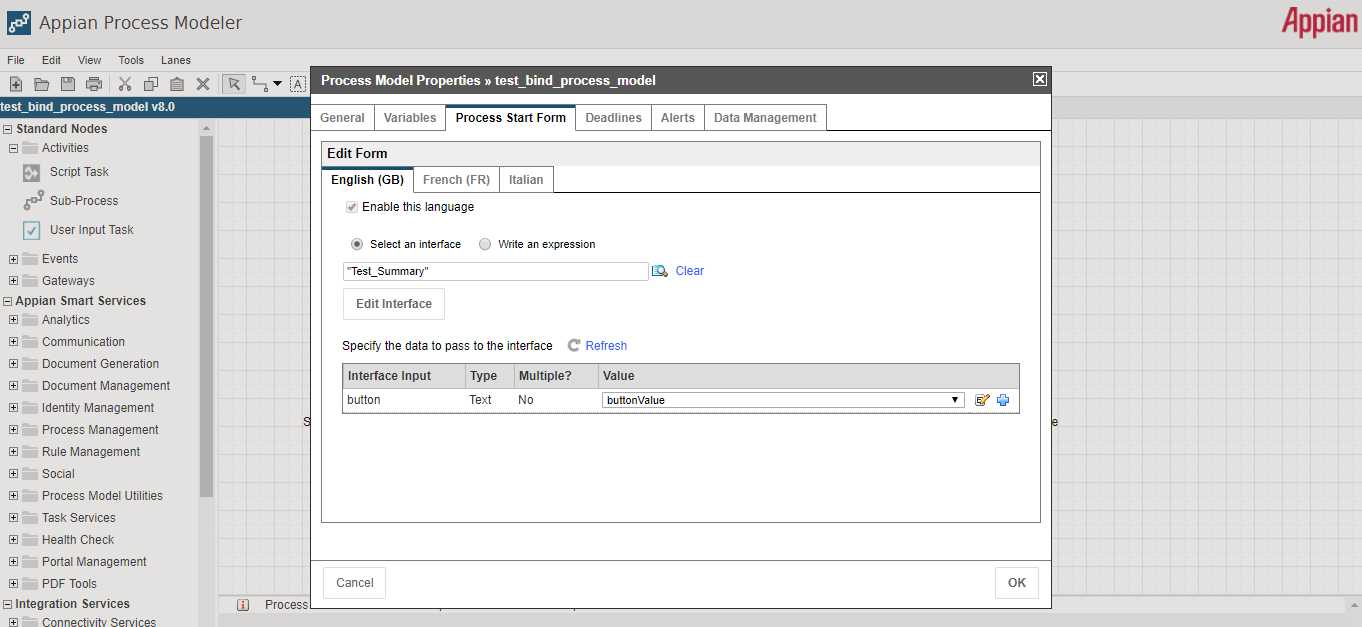 Appian Process Modeler
Appian
File Edit View Tools Lanes
A
test_bind_process_model v8.0
Standard Nodes
Activities
Script Task
Sub-Process
User Input Task
Events
Gateways
Appian Smart Services
Analytics
Communication
Document Generation
Document Management
Identity Management
Process Management
Rule Management
Social
Process Model Utilities
Task Services
Health Check
Portal Management
PDF Tools
Integration Services
Connectivity Services
Process Model Properties » test_bind_process_model
General Variables Process Start Form Deadlines Alerts Data Management
Edit Form
English (GB) French (FR) Italian
Enable this language
Select an interface Write an expression
"Test_Summary" Clear
Edit Interface
Specify the data to pass to the interface Refresh
Interface Input Type Multiple? Value
button Text No buttonValue
Cancel OK
S
e
Process